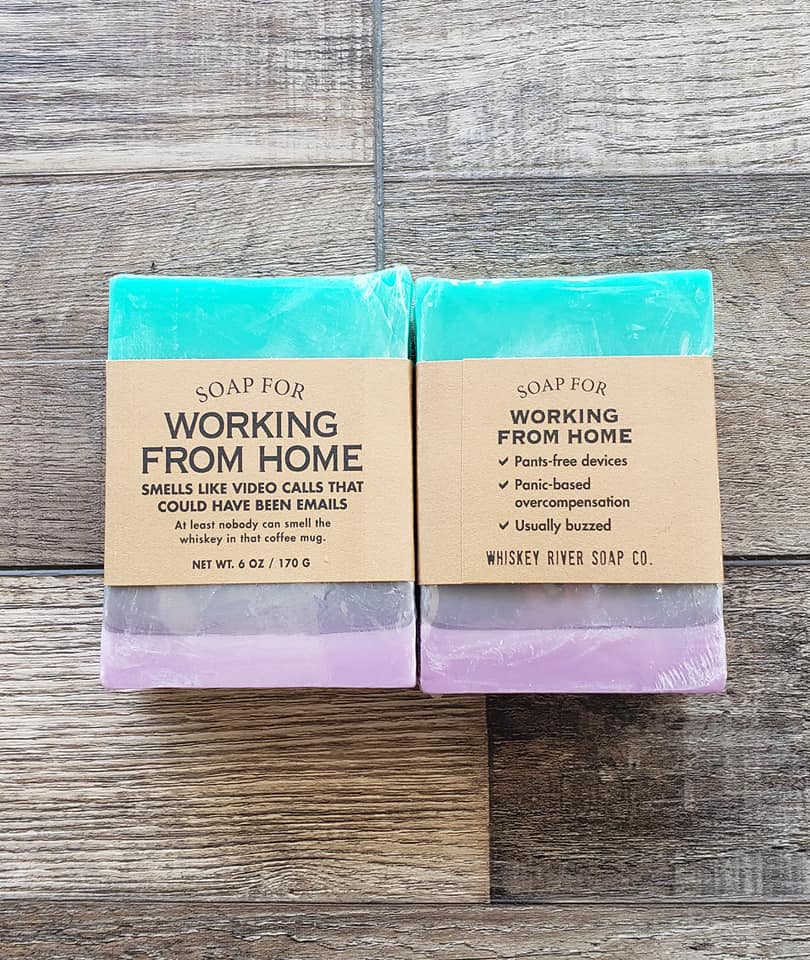 SOAP FOR
WORKING
FROM HOME
SMELLS LIKE VIDEO CALLS THAT
COULD HAVE BEEN EMAILS
At least nobody can smell the
whiskey in that coffee mug.
NET WT. 6 OZ / 170 G
SOAP FOR
WORKING
FROM HOME
✓ Pants-free devices
✓ Panic-based
overcompensation
✓ Usually buzzed
WHISKEY RIVER SOAP CO.